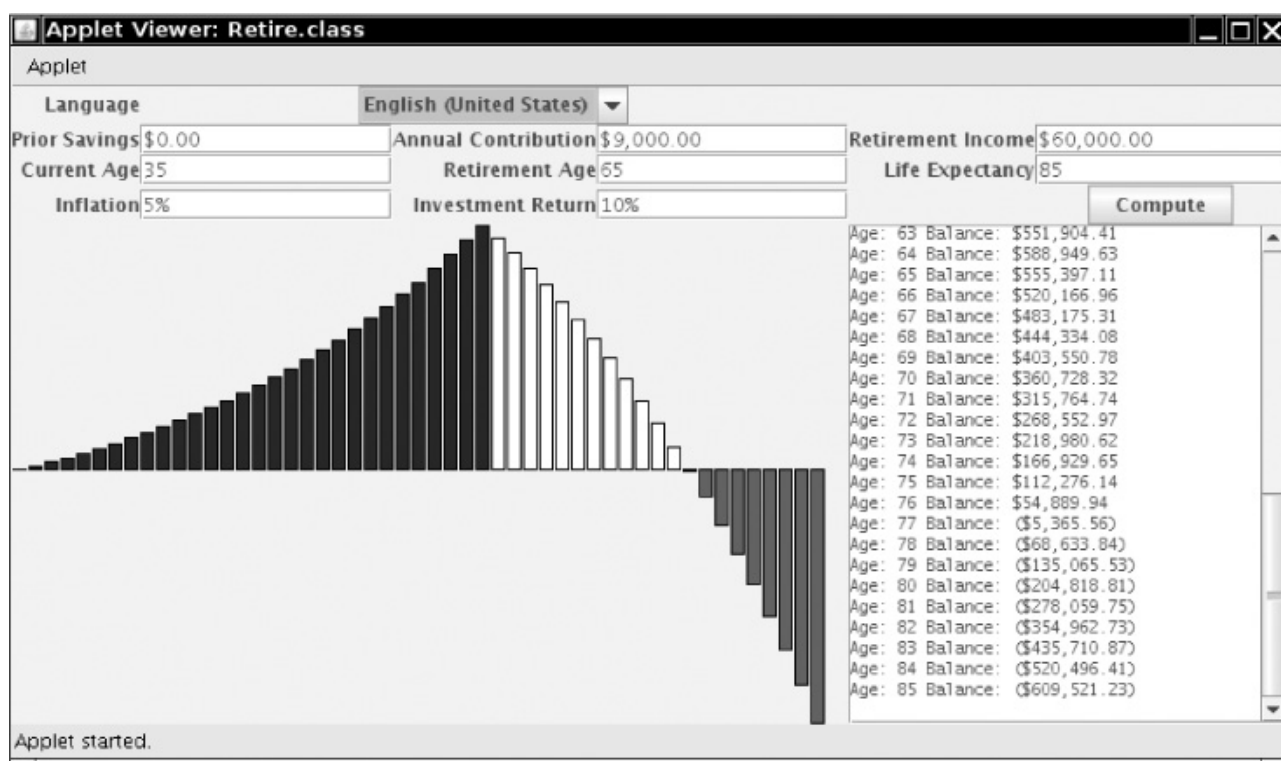 Applet Viewer: Retire.class
Applet
Language English (United States)
Prior Savings $0.00 Annual Contribution $9,000.00 Retirement Income $60,000.00
Current Age 35 Retirement Age 65 Life Expectancy 85
Inflation 5% Investment Return 10% Compute
Age: 63 Balance: $551,904.41
Age: 64 Balance: $588,949.63
Age: 65 Balance: $555,397.11
Age: 66 Balance: $520,166.96
Age: 67 Balance: $483,175.31
Age: 68 Balance: $444,334.08
Age: 69 Balance: $403,550.78
Age: 70 Balance: $360,728.32
Age: 71 Balance: $315,764.74
Age: 72 Balance: $268,552.97
Age: 73 Balance: $218,980.62
Age: 74 Balance: $166,929.65
Age: 75 Balance: $112,276.14
Age: 76 Balance: $54,889.94
Age: 77 Balance: ($5,365.56)
Age: 78 Balance: ($68,633.84)
Age: 79 Balance: ($135,065.53)
Age: 80 Balance: ($204,818.81)
Age: 81 Balance: ($278,059.75)
Age: 82 Balance: ($354,962.73)
Age: 83 Balance: ($435,710.87)
Age: 84 Balance: ($520,496.41)
Age: 85 Balance: ($609,521.23)
Applet started.